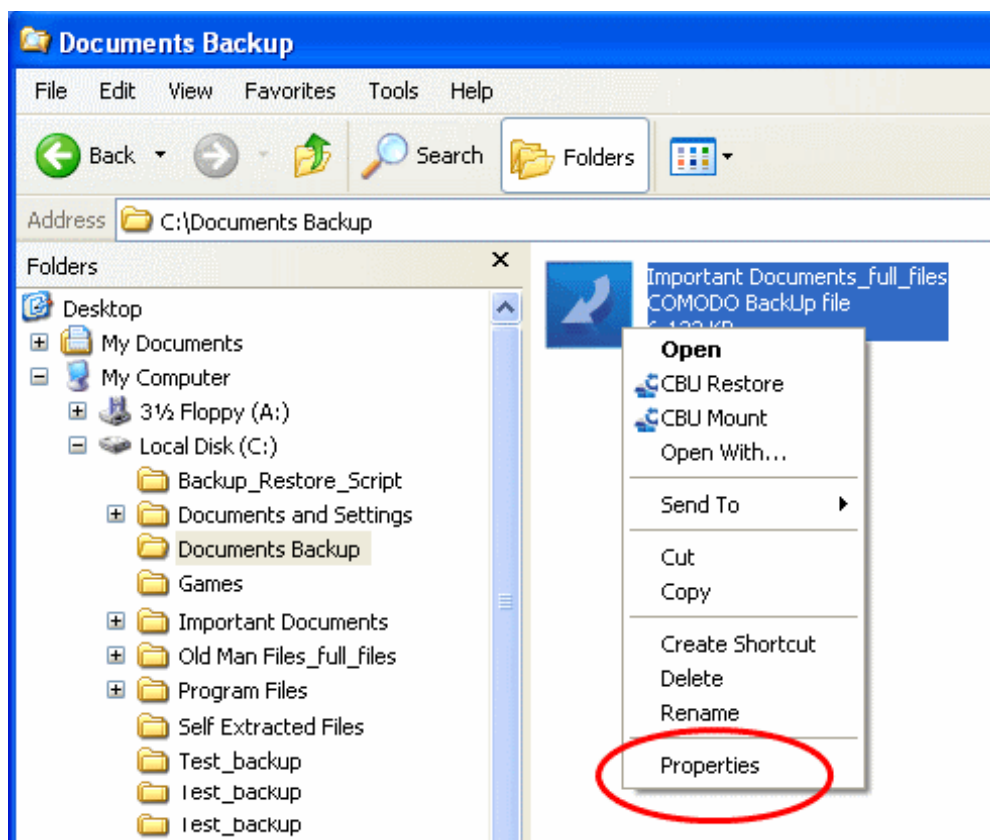 Documents Backup
File Edit View Favorites Tools Help
Back Search Folders
Address C:\Documents Backup
Folders
Desktop
My Documents
My Computer
3½ Floppy (A:)
Local Disk (C:)
Backup_Restore_Script
Documents and Settings
Documents Backup
Games
Important Documents
Old Man Files_full_files
Program Files
Self Extracted Files
Test_backup
Test_backup
Test_backup
Important Documents_full_files
COMODO BackUp file
Open
CBU Restore
CBU Mount
Open With...
Send To
Cut
Copy
Create Shortcut
Delete
Rename
Properties